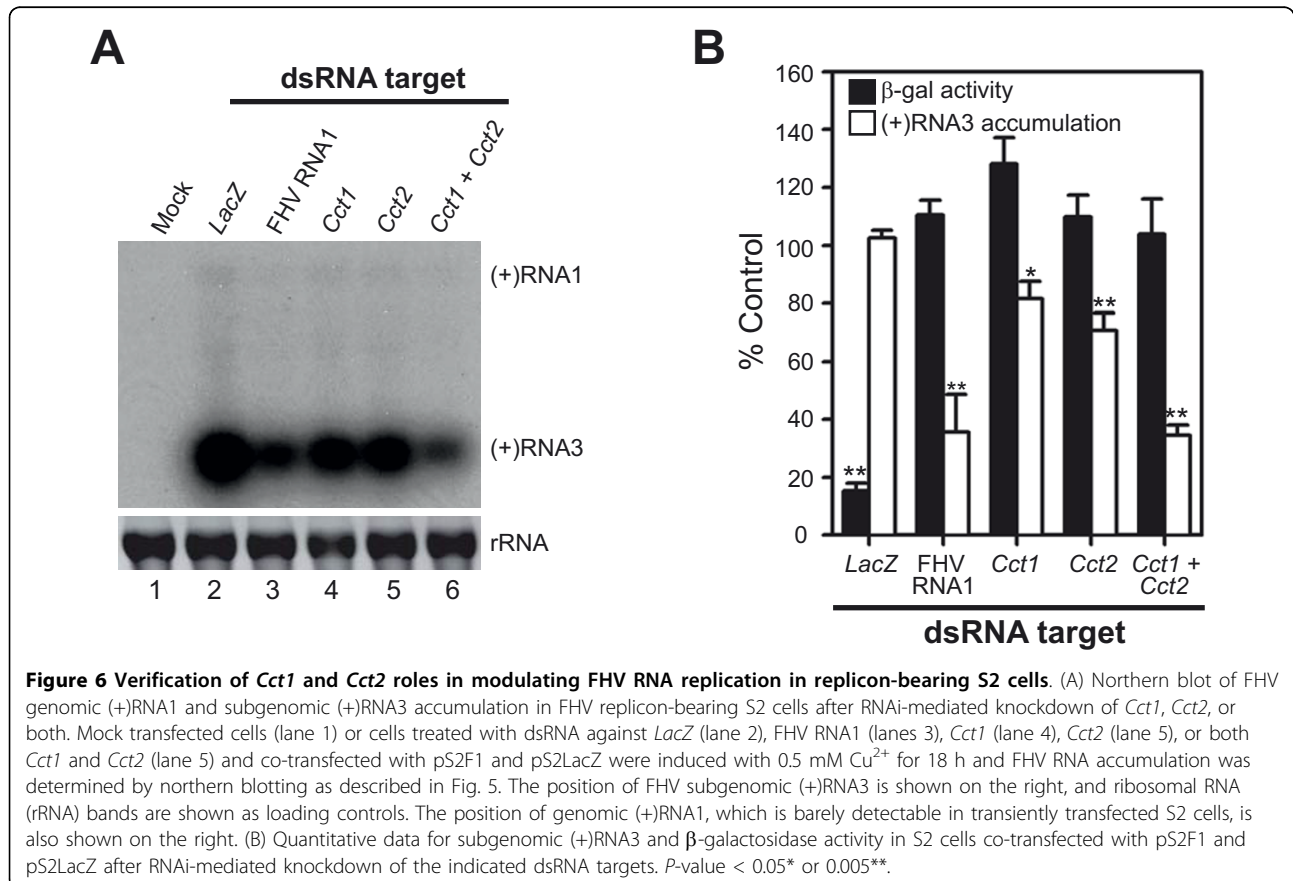 A
dsRNA target
Mock
LacZ
FHV RNA1
Cct1
Cct2
Cct1 + Cct2
(+)RNA1
(+)RNA3
rRNA
1 2 3 4 5 6
B
% Control
160
140
120
100
80
60
40
20
0
β-gal activity
(+)RNA3 accumulation
**
**
*
**
**
LacZ
FHV
RNA1
Cct1
Cct2
Cct1 +
Cct2
dsRNA target
Figure 6 Verification of Cct1 and Cct2 roles in modulating FHV RNA replication in replicon-bearing S2 cells. (A) Northern blot of FHV
genomic (+)RNA1 and subgenomic (+)RNA3 accumulation in FHV replicon-bearing S2 cells after RNAi-mediated knockdown of Cct1, Cct2, or
both. Mock transfected cells (lane 1) or cells treated with dsRNA against LacZ (lane 2), FHV RNA1 (lanes 3), Cct1 (lane 4), Cct2 (lane 5), or both
Cct1 and Cct2 (lane 5) and co-transfected with pS2F1 and pS2LacZ were induced with 0.5 mM Cu²⁺ for 18 h and FHV RNA accumulation was
determined by northern blotting as described in Fig. 5. The position of FHV subgenomic (+)RNA3 is shown on the right, and ribosomal RNA
(rRNA) bands are shown as loading controls. The position of genomic (+)RNA1, which is barely detectable in transiently transfected S2 cells, is
also shown on the right. (B) Quantitative data for subgenomic (+)RNA3 and β-galactosidase activity in S2 cells co-transfected with pS2F1 and
pS2LacZ after RNAi-mediated knockdown of the indicated dsRNA targets. P-value < 0.05* or 0.005**.